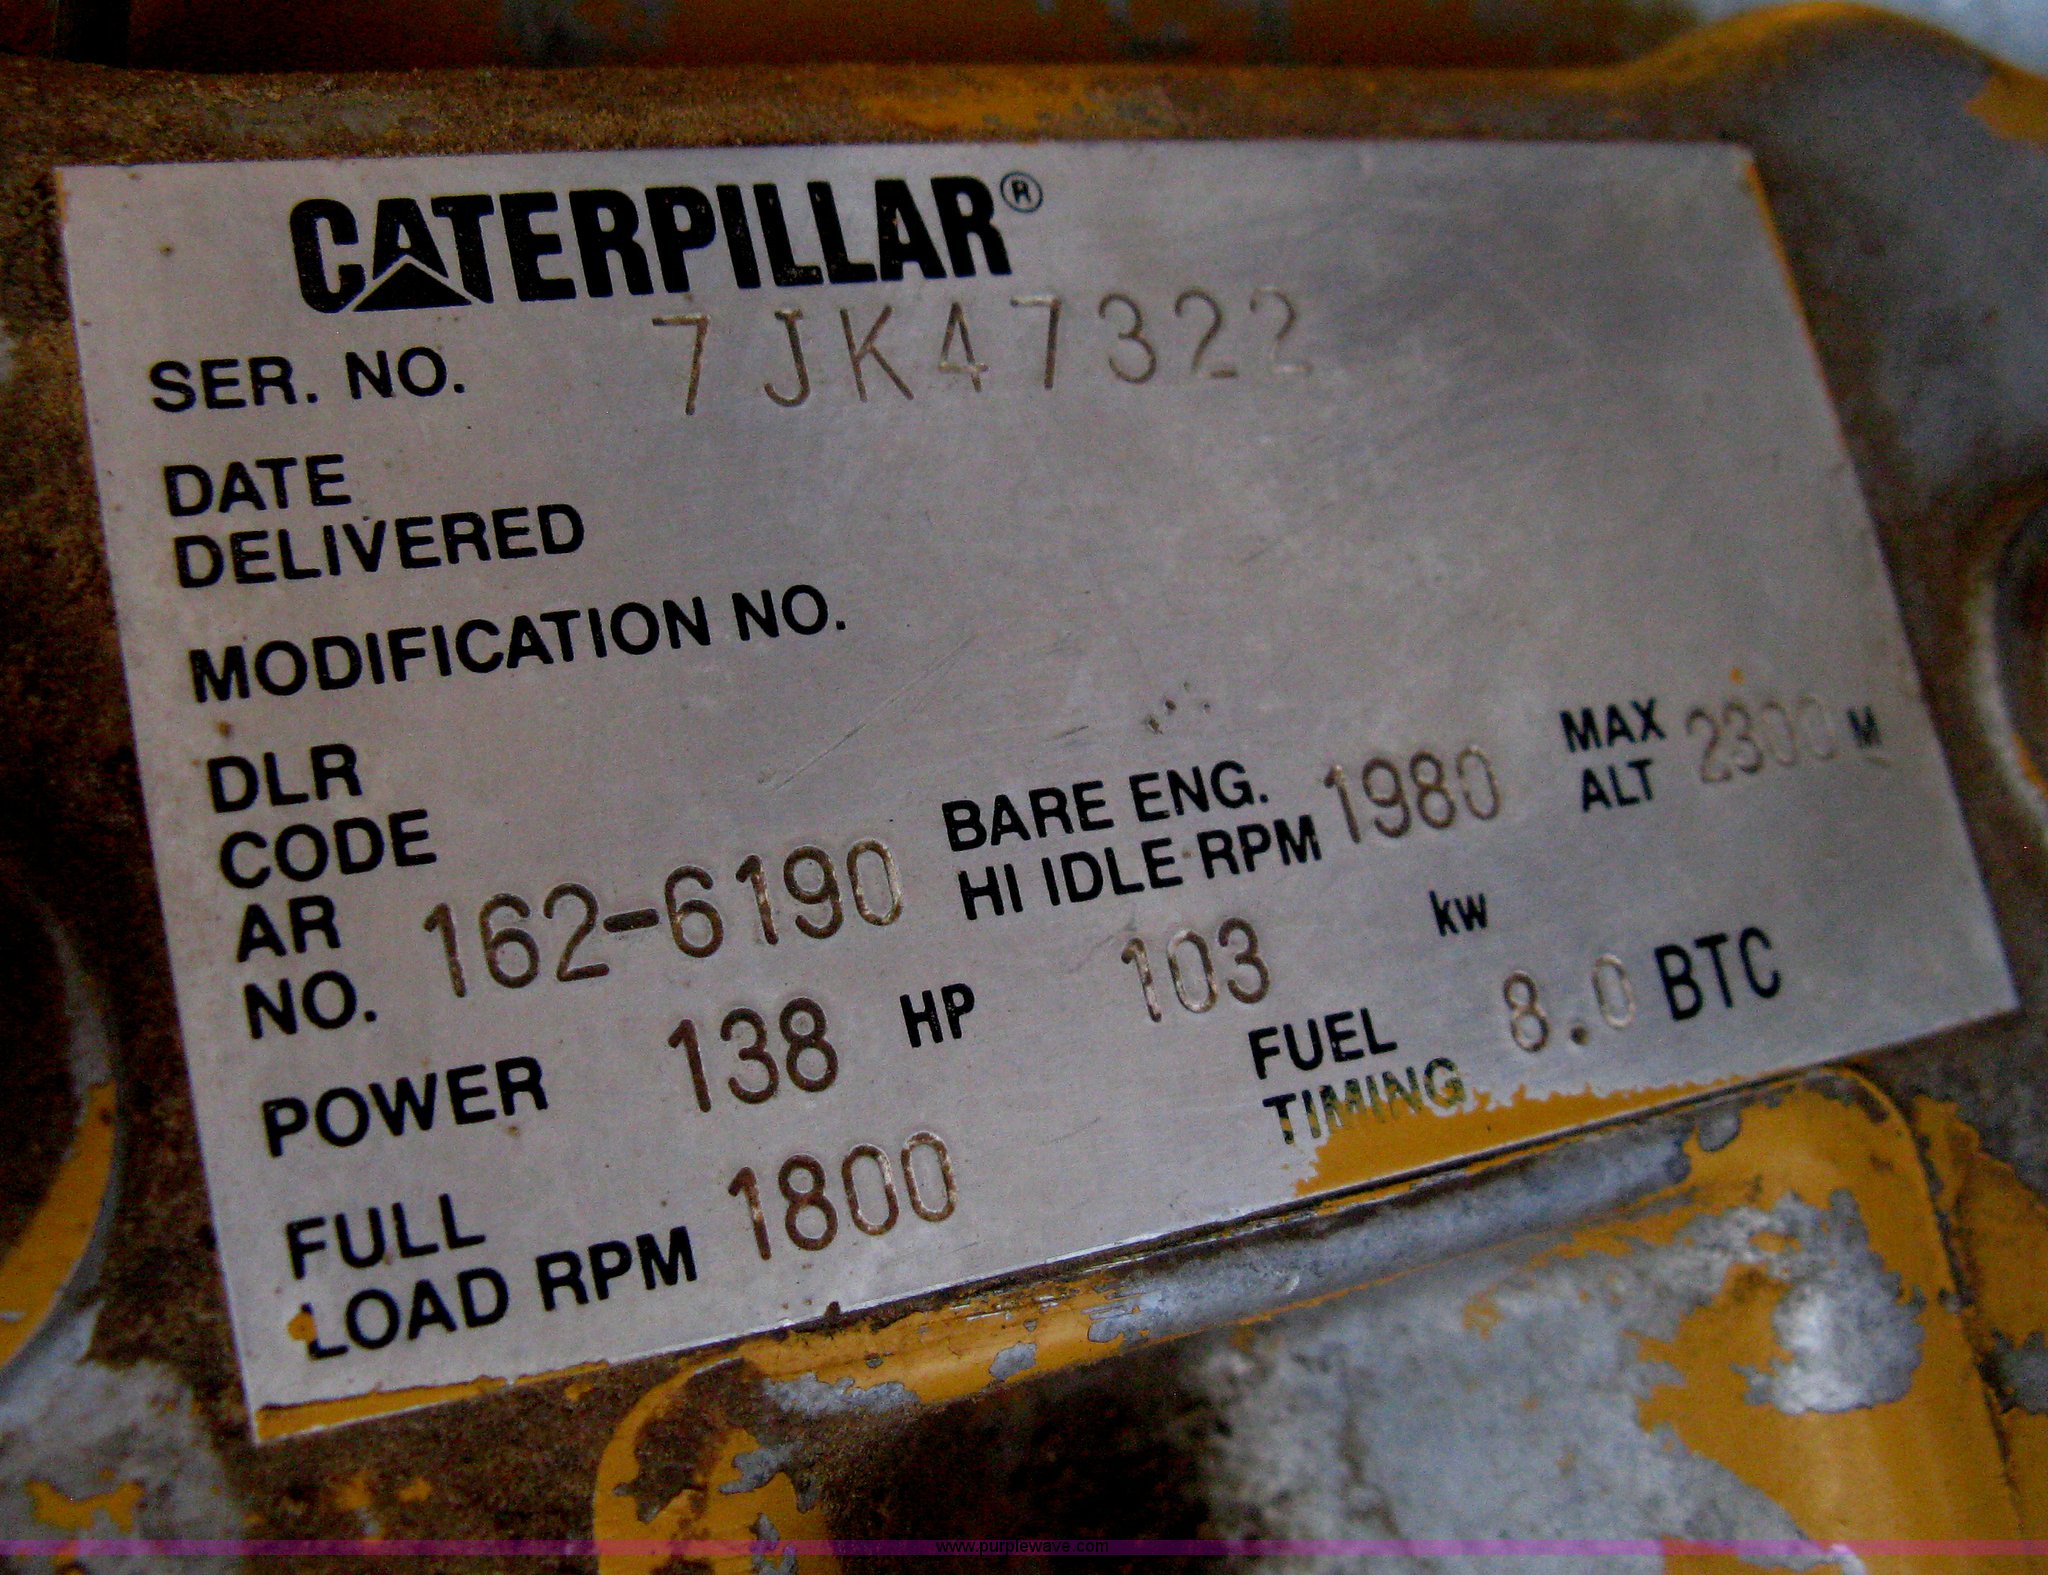 CATERPILLAR®
SER. NO. 7JK47322
DATE
DELIVERED
MODIFICATION NO.
DLR
CODE
AR
NO. 162-6190
BARE ENG.
HI IDLE RPM 1980
MAX
ALT 2300 M
POWER 138 HP 103 kW
FULL
LOAD RPM 1800
FUEL
TIMING 8.0 BTC
www.purplewave.com